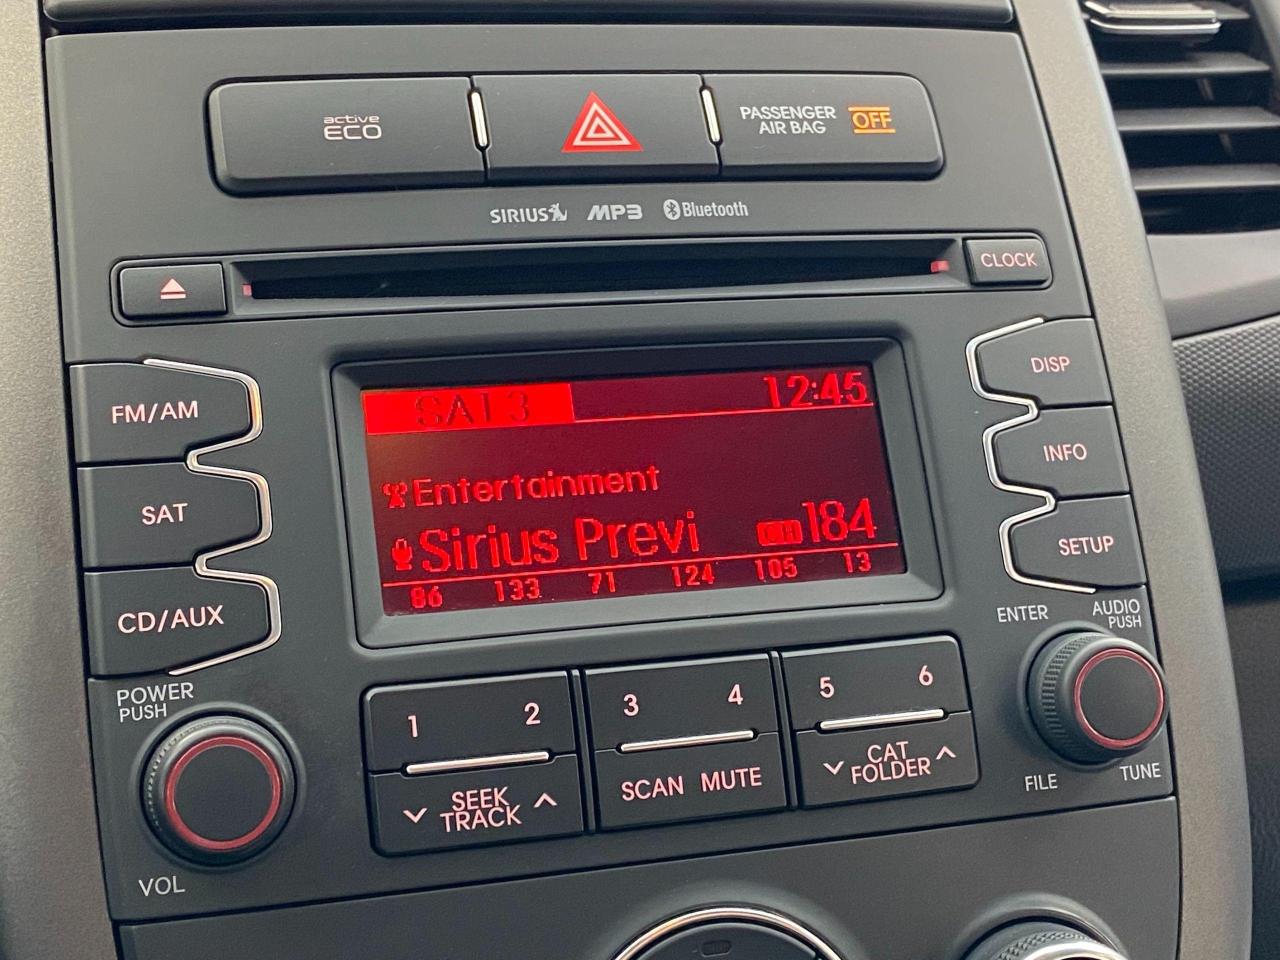 active
ECO
PASSENGER
AIR BAG
OFF
SIRIUS
MP3
Bluetooth
CLOCK
FM/AM
SAT
CD/AUX
SAT3
12:45
Entertainment
Sirius Previ
CH 184
86 133 71 124 105 13
DISP
INFO
SETUP
POWER
PUSH
VOL
1 2
SEEK
TRACK
3 4
SCAN MUTE
5 6
CAT
FOLDER
ENTER
AUDIO
PUSH
FILE
TUNE